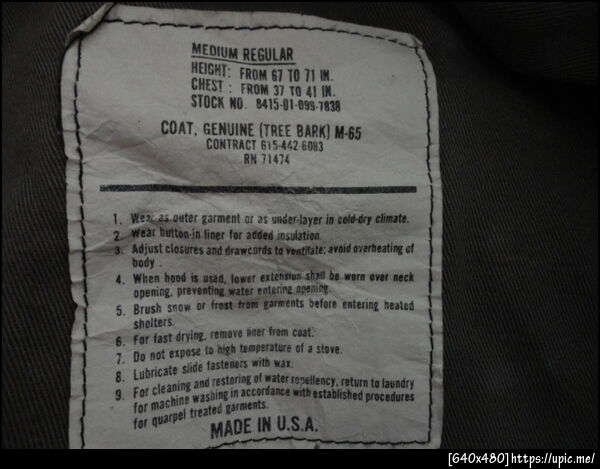 MEDIUM REGULAR
HEIGHT: FROM 67 TO 71 IN.
CHEST : FROM 37 TO 41 IN.
STOCK NO. 8415-01-099-7838
COAT, GENUINE (TREE BARK) M-65
CONTRACT 615-442-6083
RN 71474
1. Wear as outer garment or as under-layer in cold-dry climate.
2. Wear button-in liner for added insulation.
3. Adjust closures and drawcords to ventilate; avoid overheating of
body .
4. When hood is used, lower extension shall be worn over neck
opening, preventing water entering opening.
5. Brush snow or frost from garments before entering heated
shelters.
6. For fast drying, remove liner from coat.
7. Do not expose to high temperature of a stove.
8. Lubricate slide fasteners with wax.
9. For cleaning and restoring of water repellency, return to laundry
for machine washing in accordance with established procedures
for quarpel treated garments.
MADE IN U.S.A.
[640x480]https://upic.me/